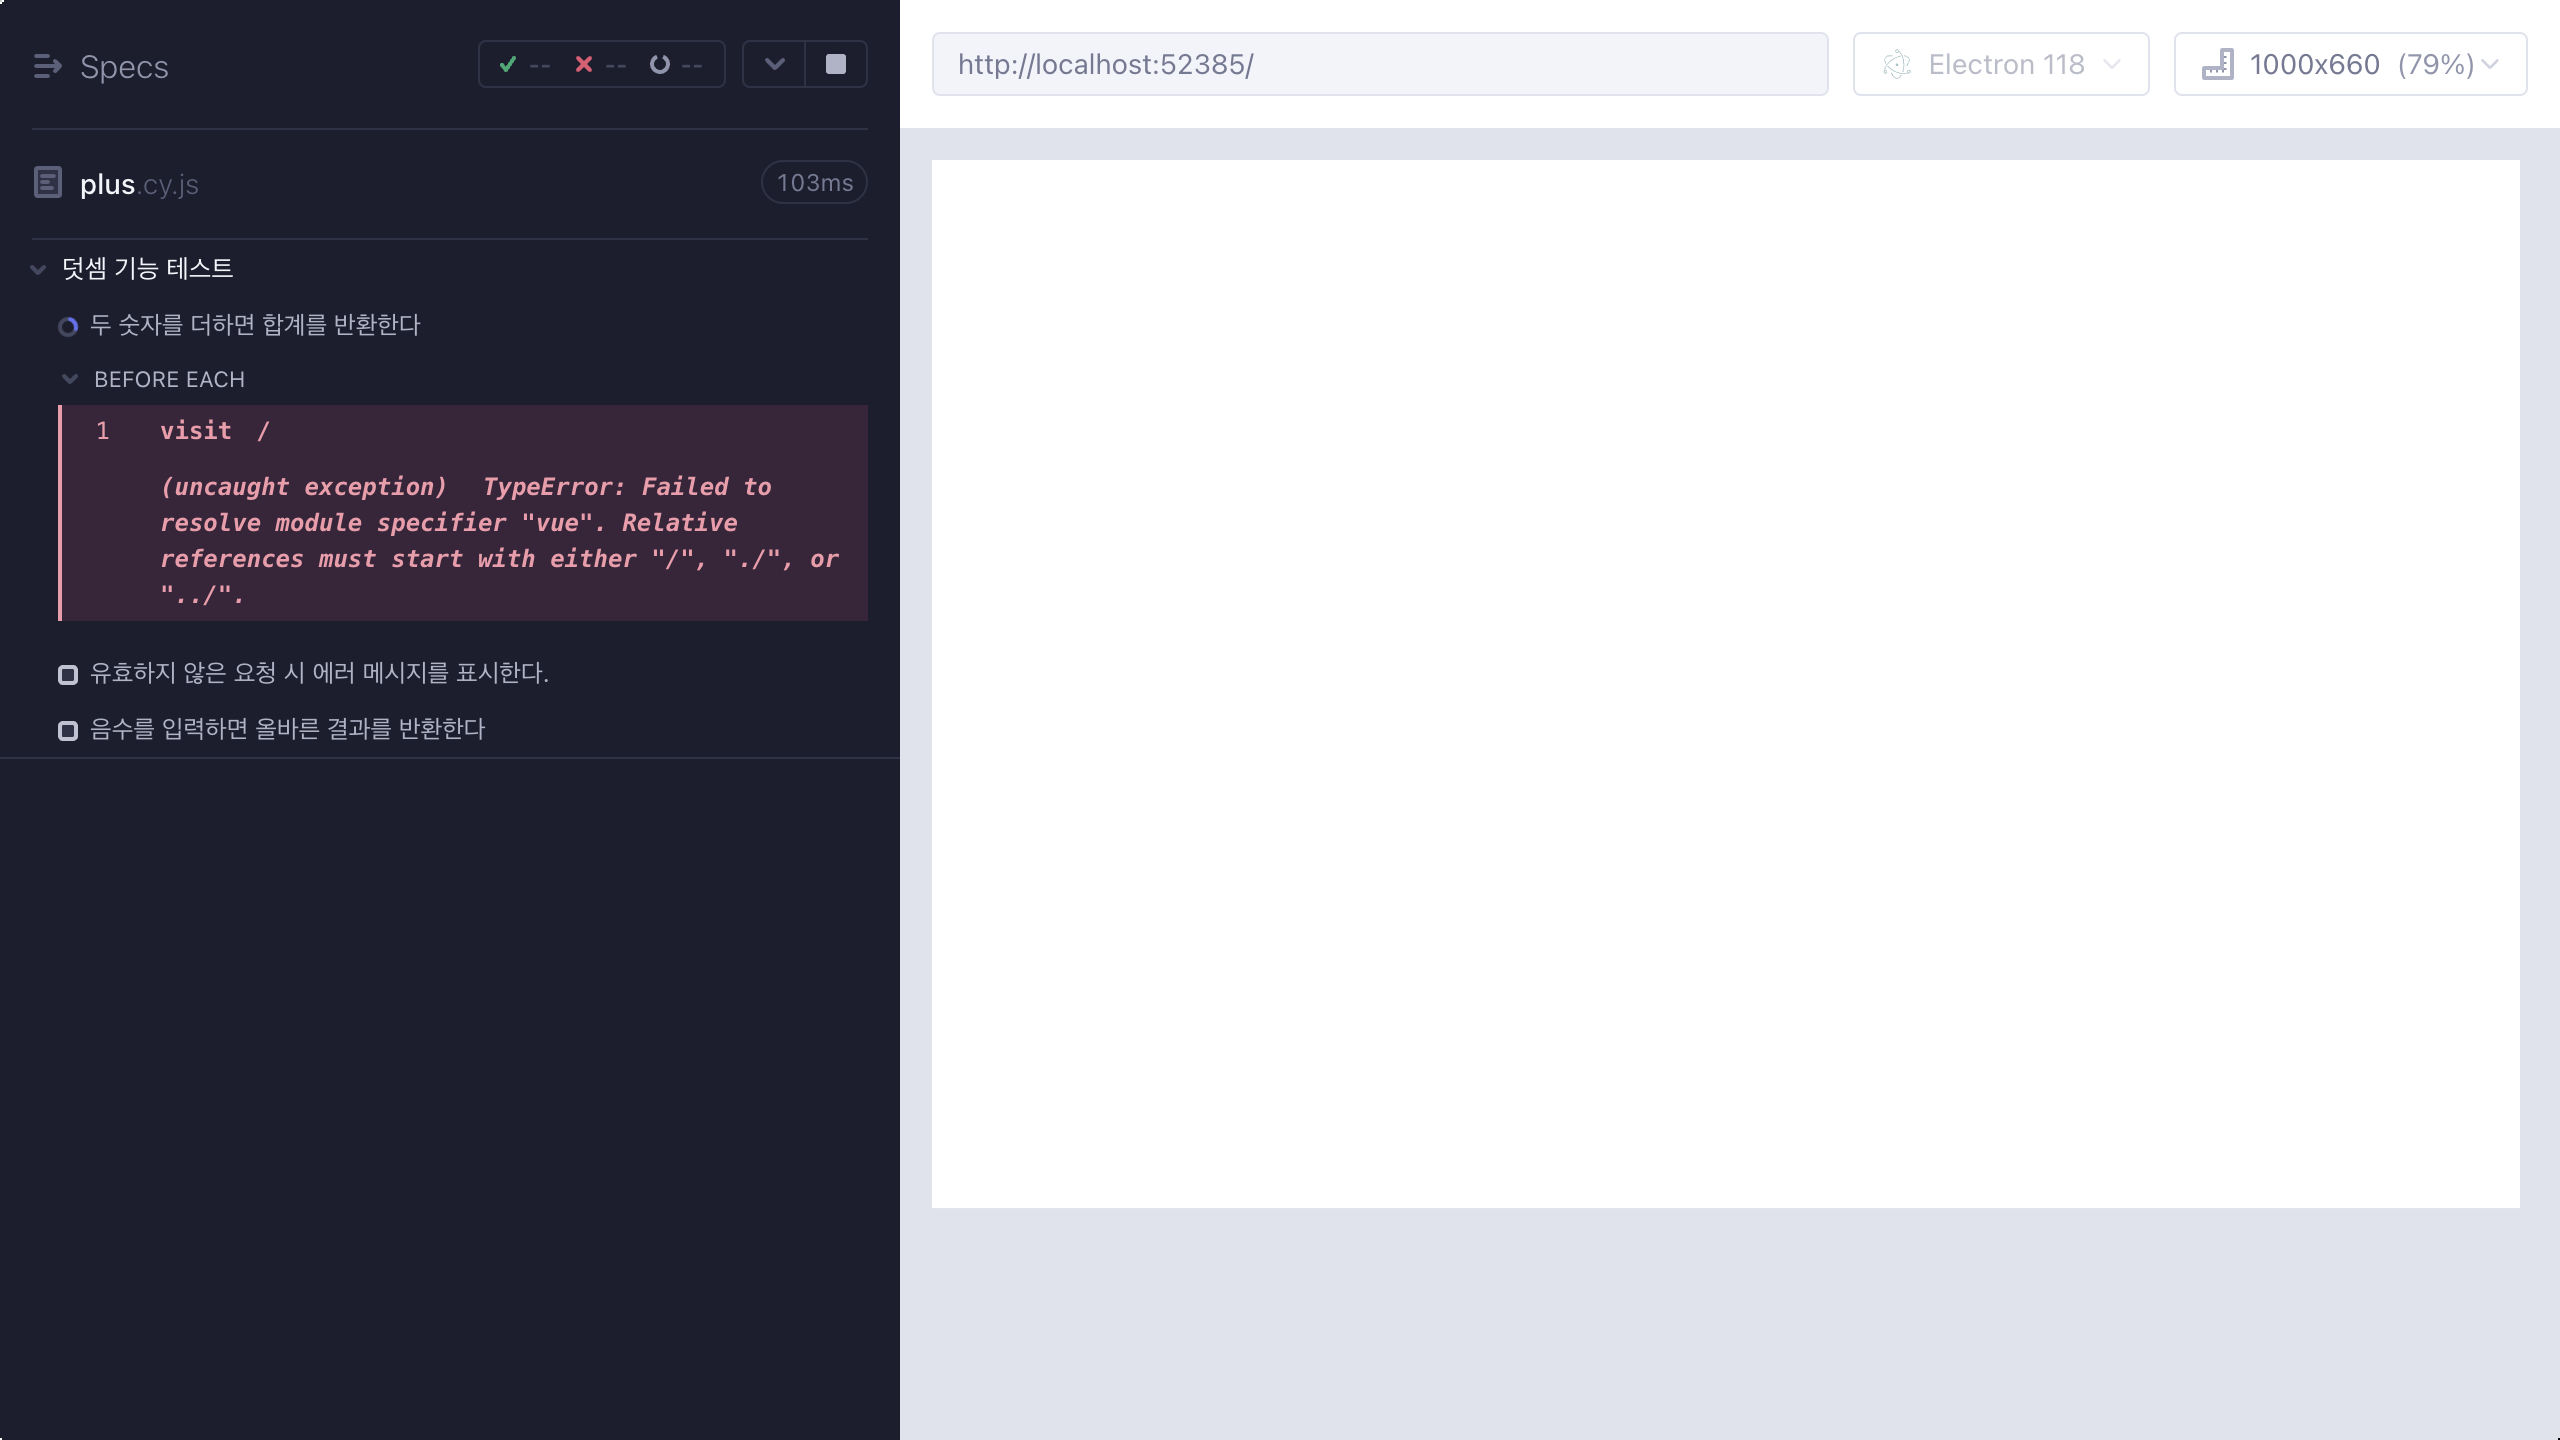 Specs
-- -- --
plus.cy.js
103ms
덧셈 기능 테스트
두 숫자를 더하면 합계를 반환한다
BEFORE EACH
1 visit /
(uncaught exception) TypeError: Failed to
resolve module specifier "vue". Relative
references must start with either "/", "./", or
"../".
유효하지 않은 요청 시 에러 메시지를 표시한다.
음수를 입력하면 올바른 결과를 반환한다
http://localhost:52385/
Electron 118
1000x660 (79%)